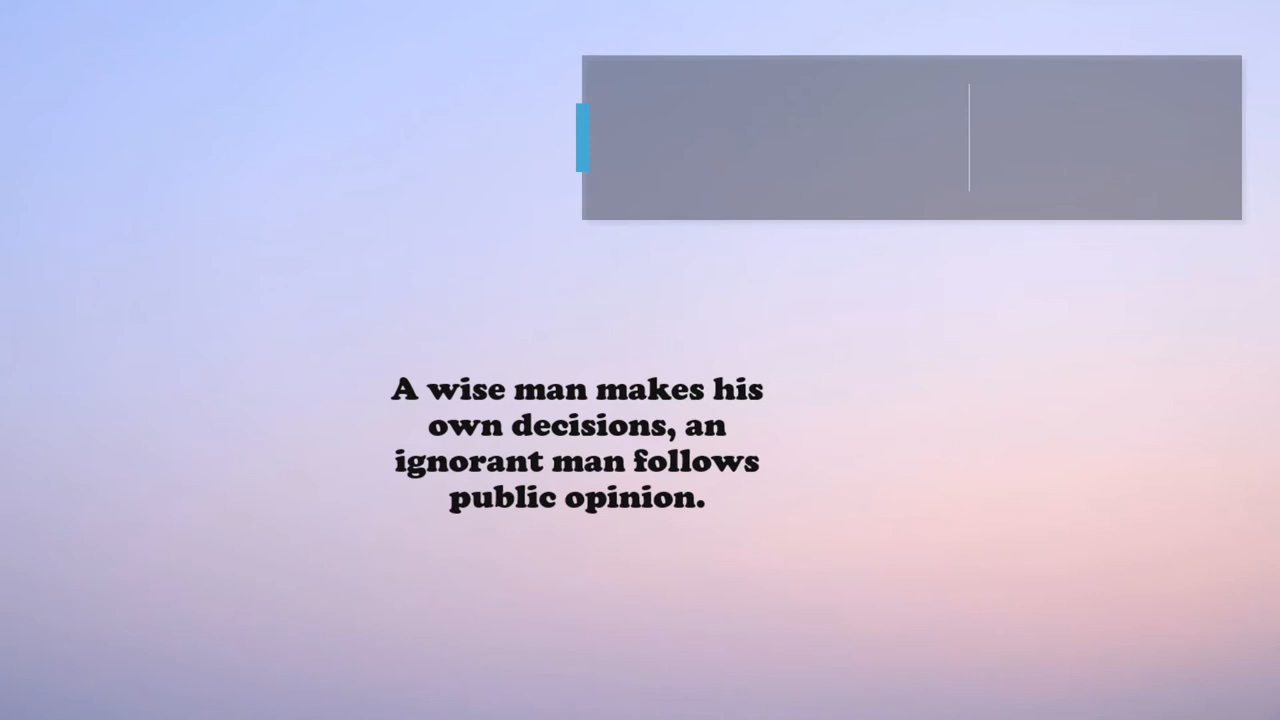 A wise man makes his
own decisions, an
ignorant man follows
public opinion.